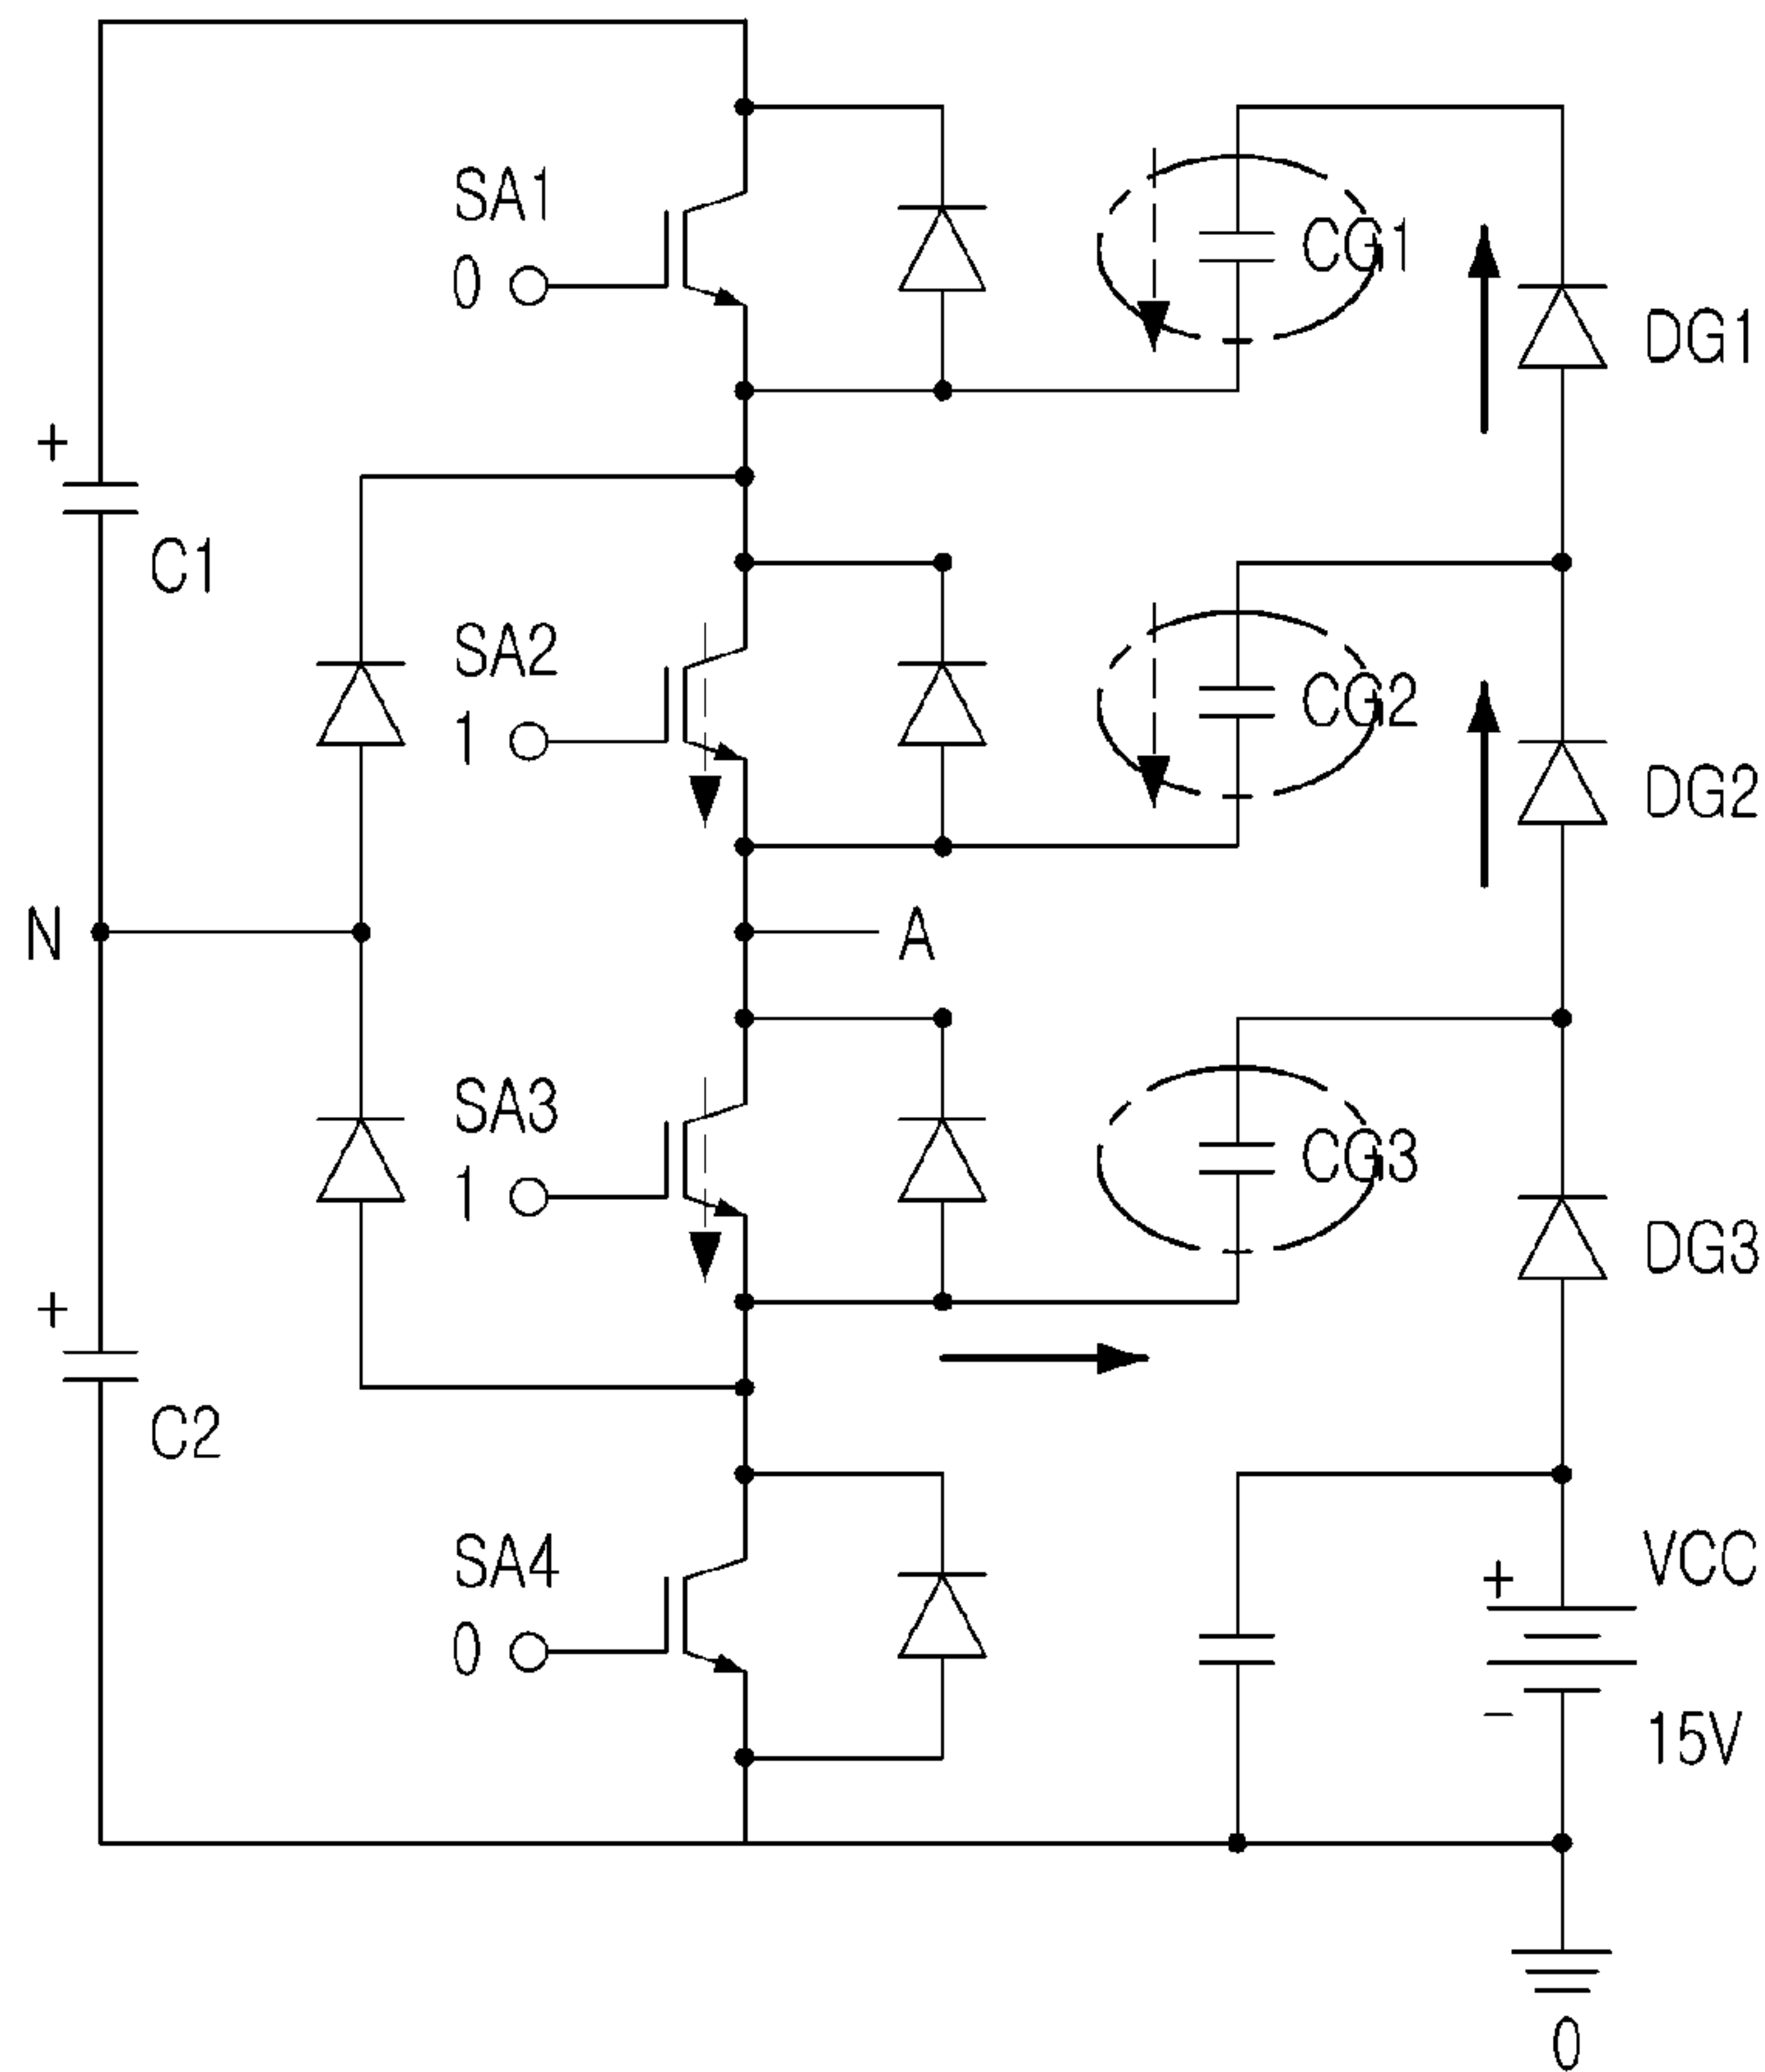 SA1
0
CG1
DG1
+
C1
SA2
1
CG2
DG2
N
A
SA3
1
CG3
DG3
+
C2
SA4
0
+
VCC
−
15V
0